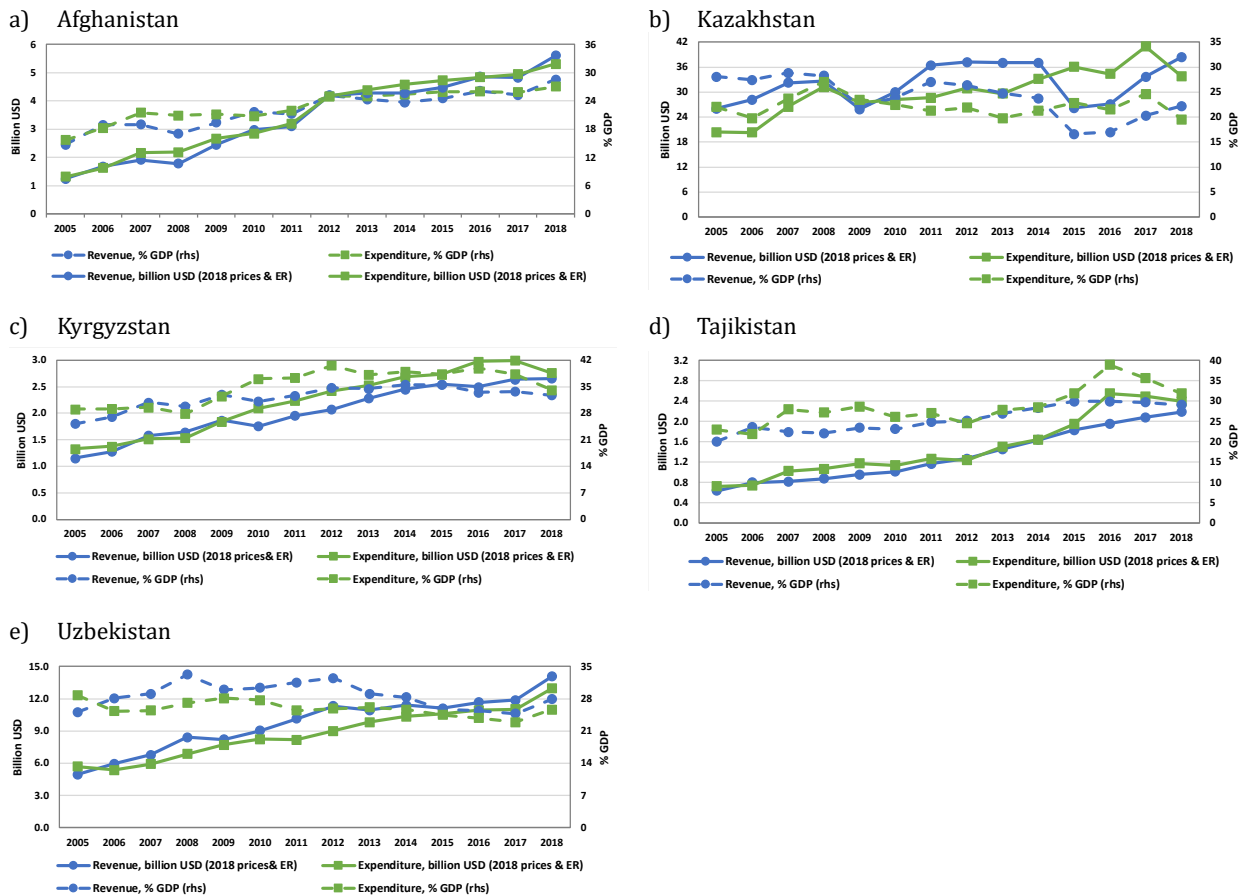 a) Afghanistan
6
5
4
3
2
1
0
Billion USD
36
30
24
18
12
6
0
% GDP
2005 2006 2007 2008 2009 2010 2011 2012 2013 2014 2015 2016 2017 2018
Revenue, % GDP (rhs) Expenditure, % GDP (rhs)
Revenue, billion USD (2018 prices & ER) Expenditure, billion USD (2018 prices & ER)
b) Kazakhstan
42
36
30
24
18
12
6
0
Billion USD
35
30
25
20
15
10
5
0
% GDP
2005 2006 2007 2008 2009 2010 2011 2012 2013 2014 2015 2016 2017 2018
Revenue, billion USD (2018 prices & ER) Expenditure, billion USD (2018 prices & ER)
Revenue, % GDP (rhs) Expenditure, % GDP (rhs)
c) Kyrgyzstan
3.0
2.5
2.0
1.5
1.0
0.5
0.0
Billion USD
42
35
28
21
14
7
0
% GDP
2005 2006 2007 2008 2009 2010 2011 2012 2013 2014 2015 2016 2017 2018
Revenue, billion USD (2018 prices& ER) Expenditure, billion USD (2018 prices & ER)
Revenue, % GDP (rhs) Expenditure, % GDP (rhs)
d) Tajikistan
3.2
2.8
2.4
2.0
1.6
1.2
0.8
0.4
0.0
Billion USD
40
35
30
25
20
15
10
5
0
% GDP
2005 2006 2007 2008 2009 2010 2011 2012 2013 2014 2015 2016 2017 2018
Revenue, billion USD (2018 prices & ER) Expenditure, billion USD (2018 prices & ER)
Revenue, % GDP (rhs) Expenditure, % GDP (rhs)
e) Uzbekistan
15.0
12.0
9.0
6.0
3.0
0.0
Billion USD
35
28
21
14
7
0
% GDP
2005 2006 2007 2008 2009 2010 2011 2012 2013 2014 2015 2016 2017 2018
Revenue, billion USD (2018 prices& ER) Expenditure, billion USD (2018 prices & ER)
Revenue, % GDP (rhs) Expenditure, % GDP (rhs)